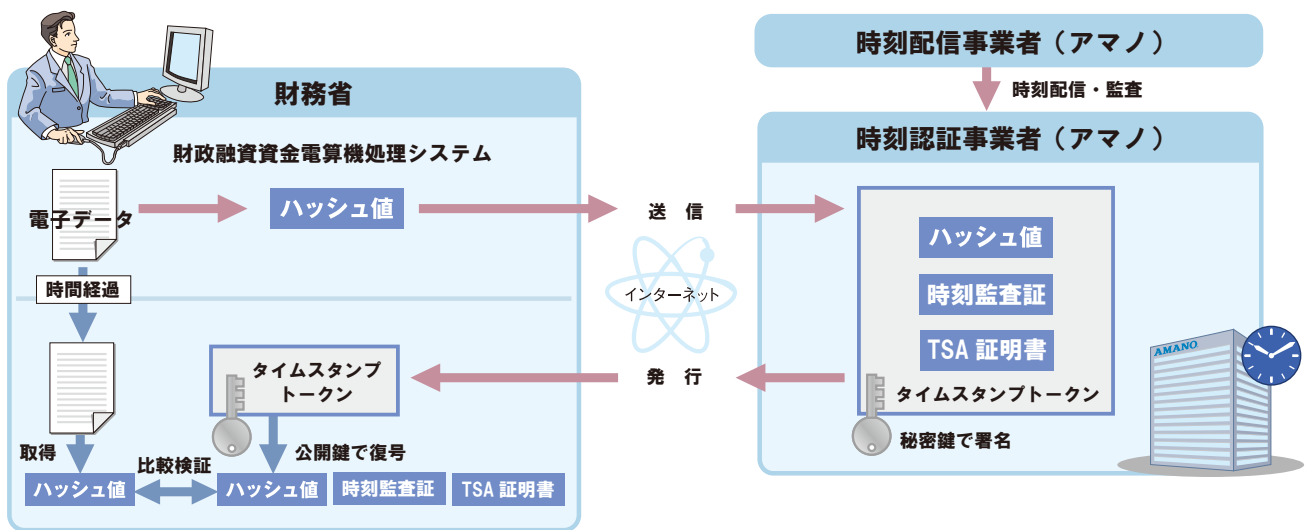 財務省
財政融資資金電算機処理システム
電子データ
ハッシュ値
時間経過
タイムスタンプ
トークン
取得
公開鍵で復号
比較検証
ハッシュ値
ハッシュ値
時刻監査証
TSA 証明書
送 信
インターネット
発 行
時刻配信事業者（アマノ）
時刻配信・監査
時刻認証事業者（アマノ）
ハッシュ値
時刻監査証
TSA 証明書
タイムスタンプトークン
秘密鍵で署名
AMANO